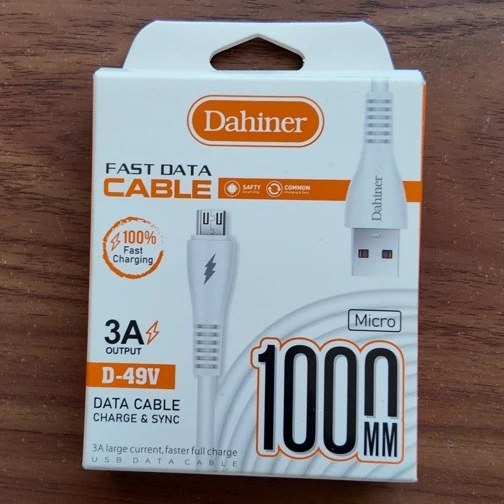 Dahiner
FAST DATA
CABLE
SAFTY
COMMON
Dahiner
100%
Fast
Charging
3A
OUTPUT
D-49V
DATA CABLE
CHARGE & SYNC
3A large current, faster full charge
USB DATA CABLE
Micro
1000
MM